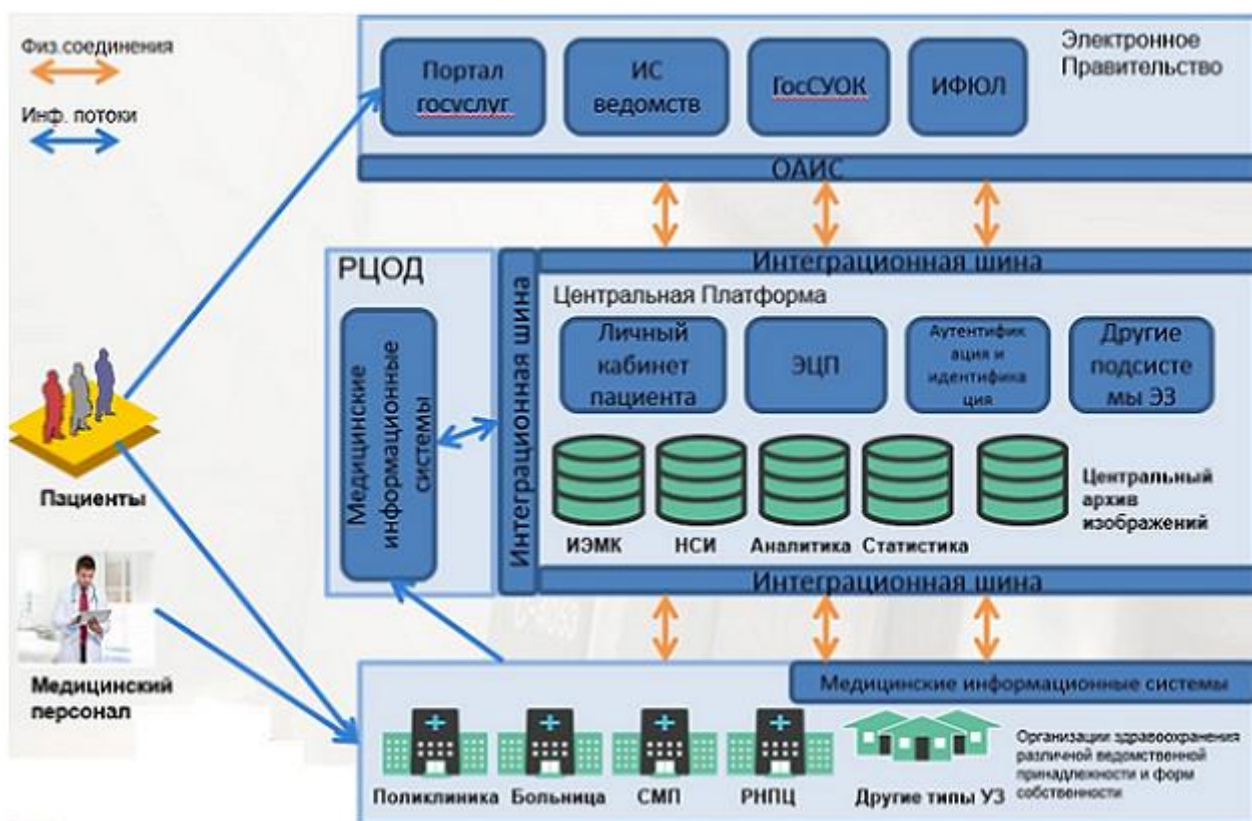 Физ.соединения
Инф. потоки
Электронное
Правительство
Портал
госуслуг
ИС
ведомств
ГосСУОК
ИФЮЛ
ОАИС
РЦОД
Медицинские
информационные
системы
Интеграционная шина
Интеграционная шина
Центральная Платформа
Личный
кабинет
пациента
ЭЦП
Аутентифик
ация и
идентифика
ция
Другие
подсисте
мы ЭЗ
ИЭМК
НСИ
Аналитика
Статистика
Центральный
архив
изображений
Интеграционная шина
Пациенты
Медицинский
персонал
Медицинские информационные системы
Поликлиника
Больница
СМП
РНПЦ
Другие типы УЗ
Организации здравоохранения
различной ведомственной
принадлежности и форм
собственности